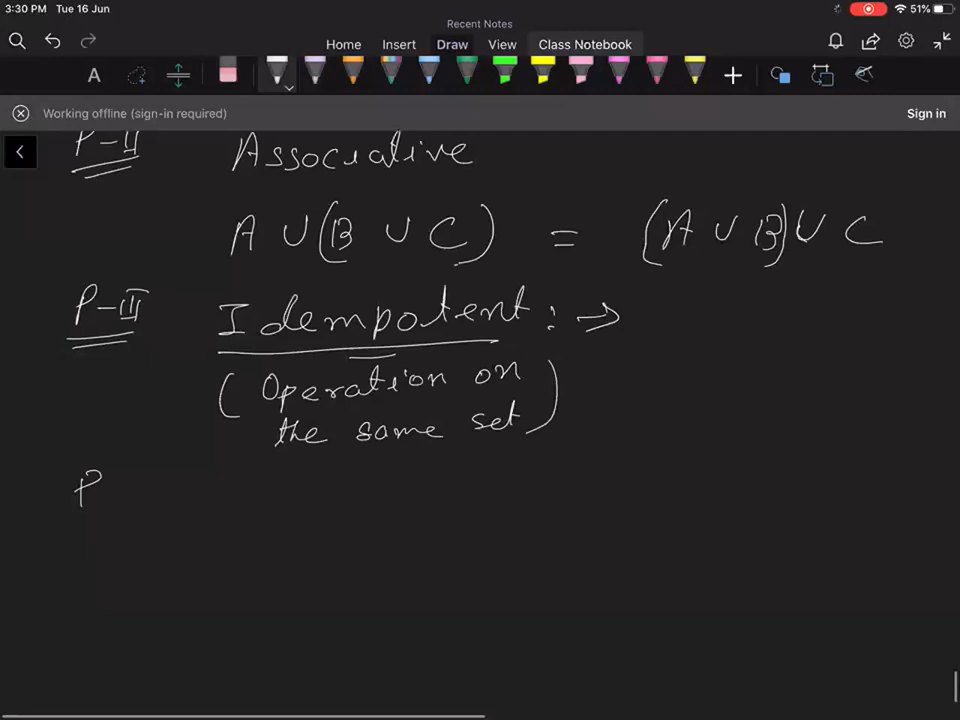 3:30 PM Tue 16 Jun
51%
Recent Notes
Home Insert Draw View Class Notebook
A
Working offline (sign-in required)
Sign in
P-II Associative
A ∪ (B ∪ C) = (A ∪ B) ∪ C
P-III Idempotent : →
(Operation on
the same set)
P